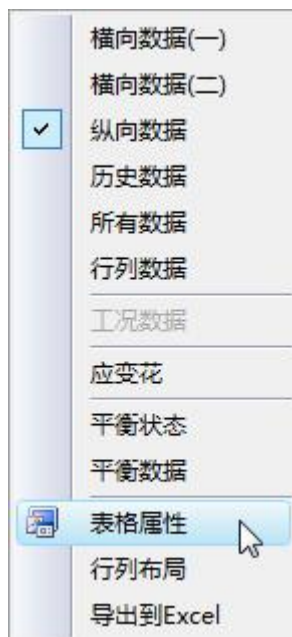 横向数据(一)
横向数据(二)
纵向数据
历史数据
所有数据
行列数据
工况数据
应变花
平衡状态
平衡数据
表格属性
行列布局
导出到Excel